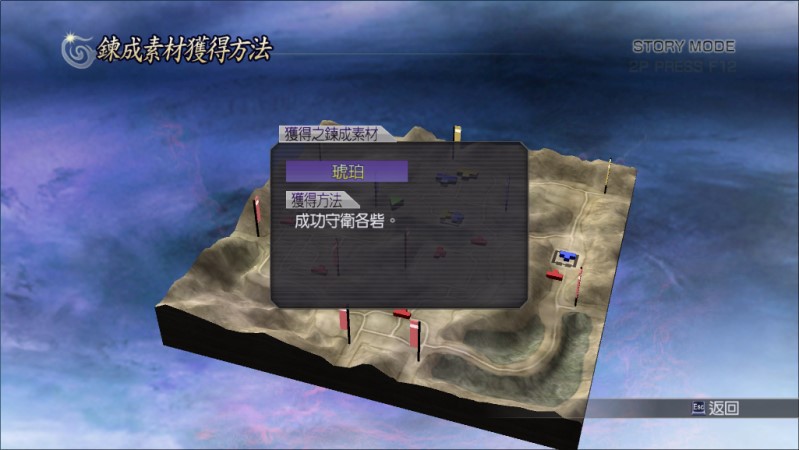 鍊成素材獲得方法
STORY MODE
2P PRESS F12
獲得之鍊成素材
琥珀
獲得方法
成功守衛各砦。
Esc 返回